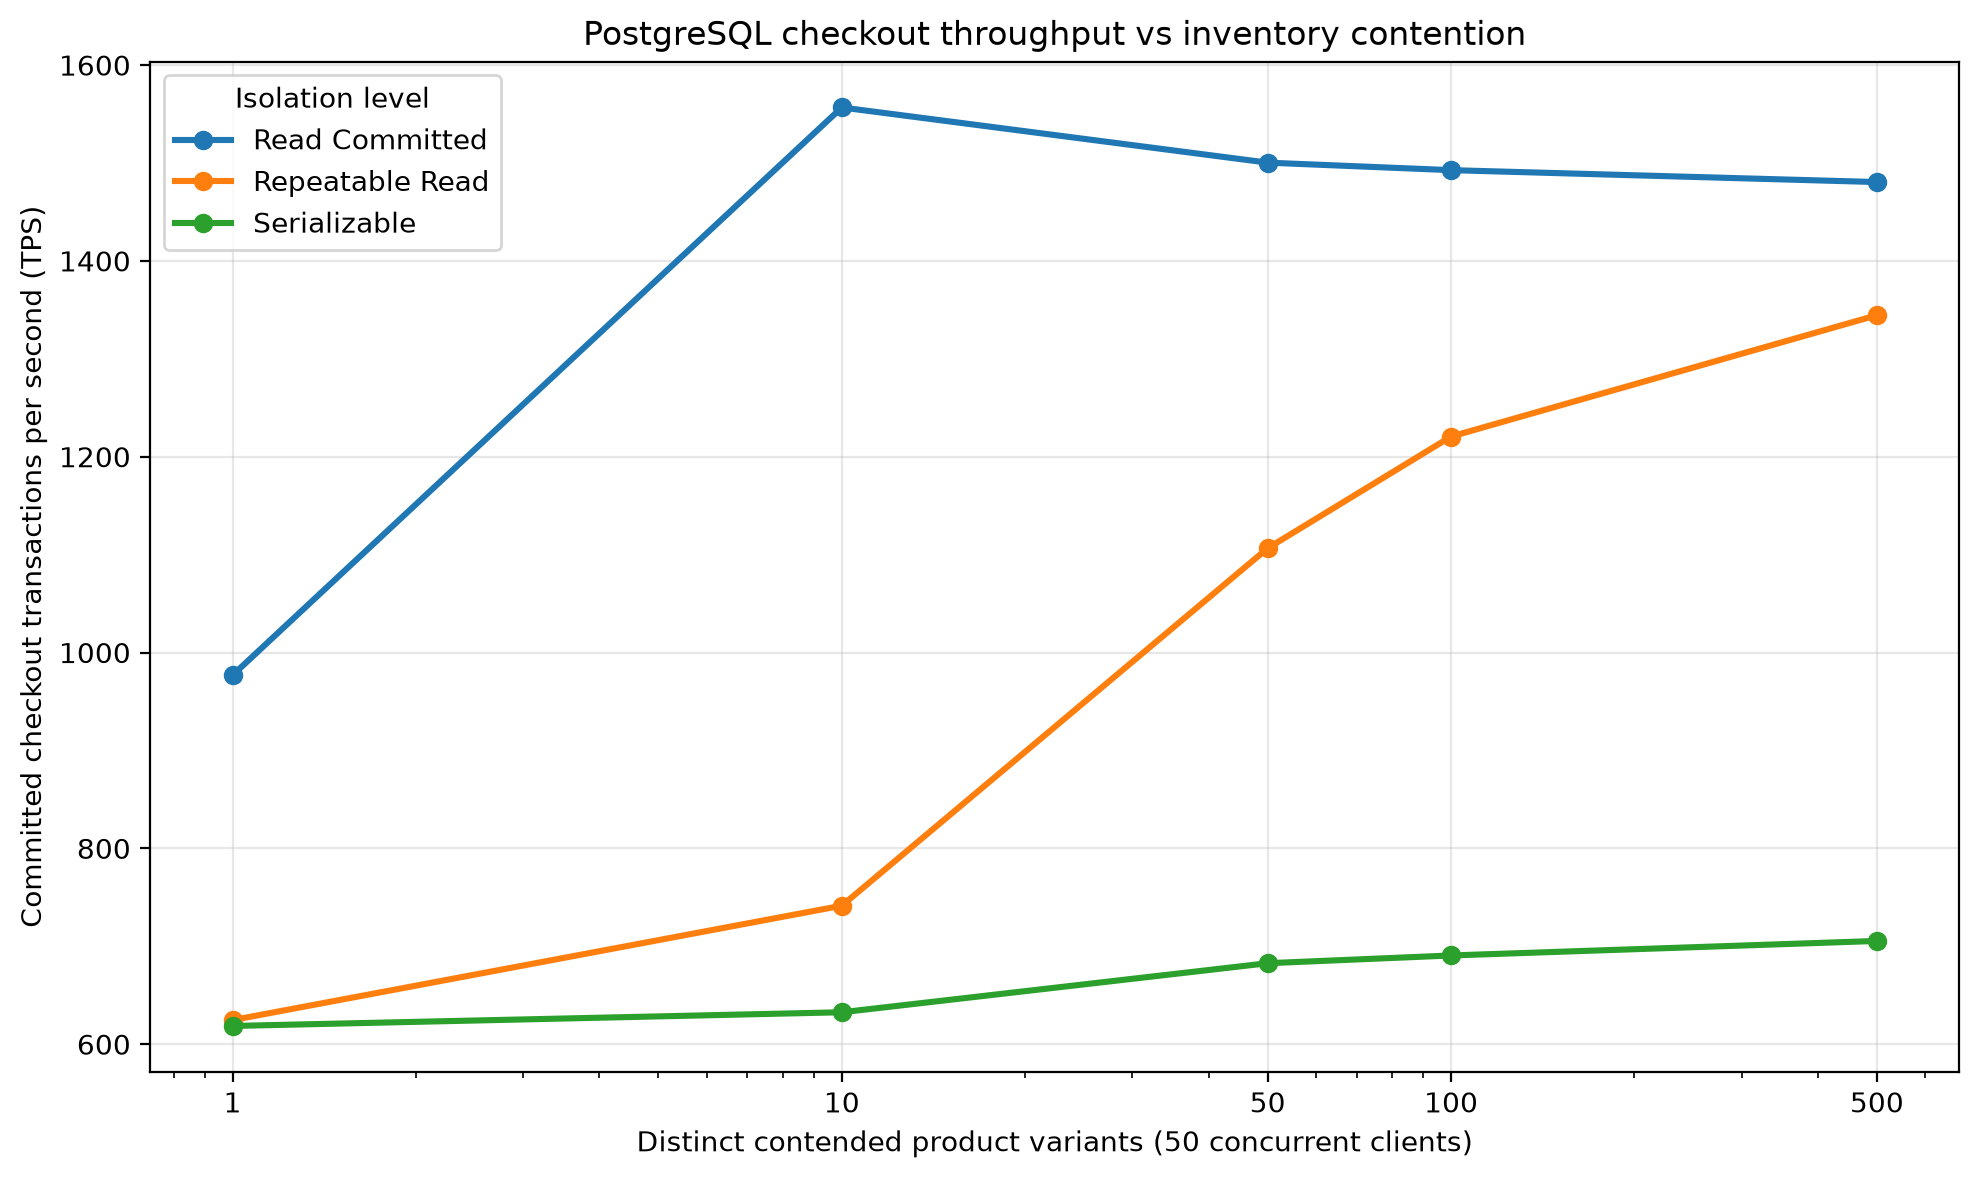 PostgreSQL checkout throughput vs inventory contention
Isolation level
Read Committed
Repeatable Read
Serializable
Committed checkout transactions per second (TPS)
1600
1400
1200
1000
800
600
1 10 50 100 500
Distinct contended product variants (50 concurrent clients)